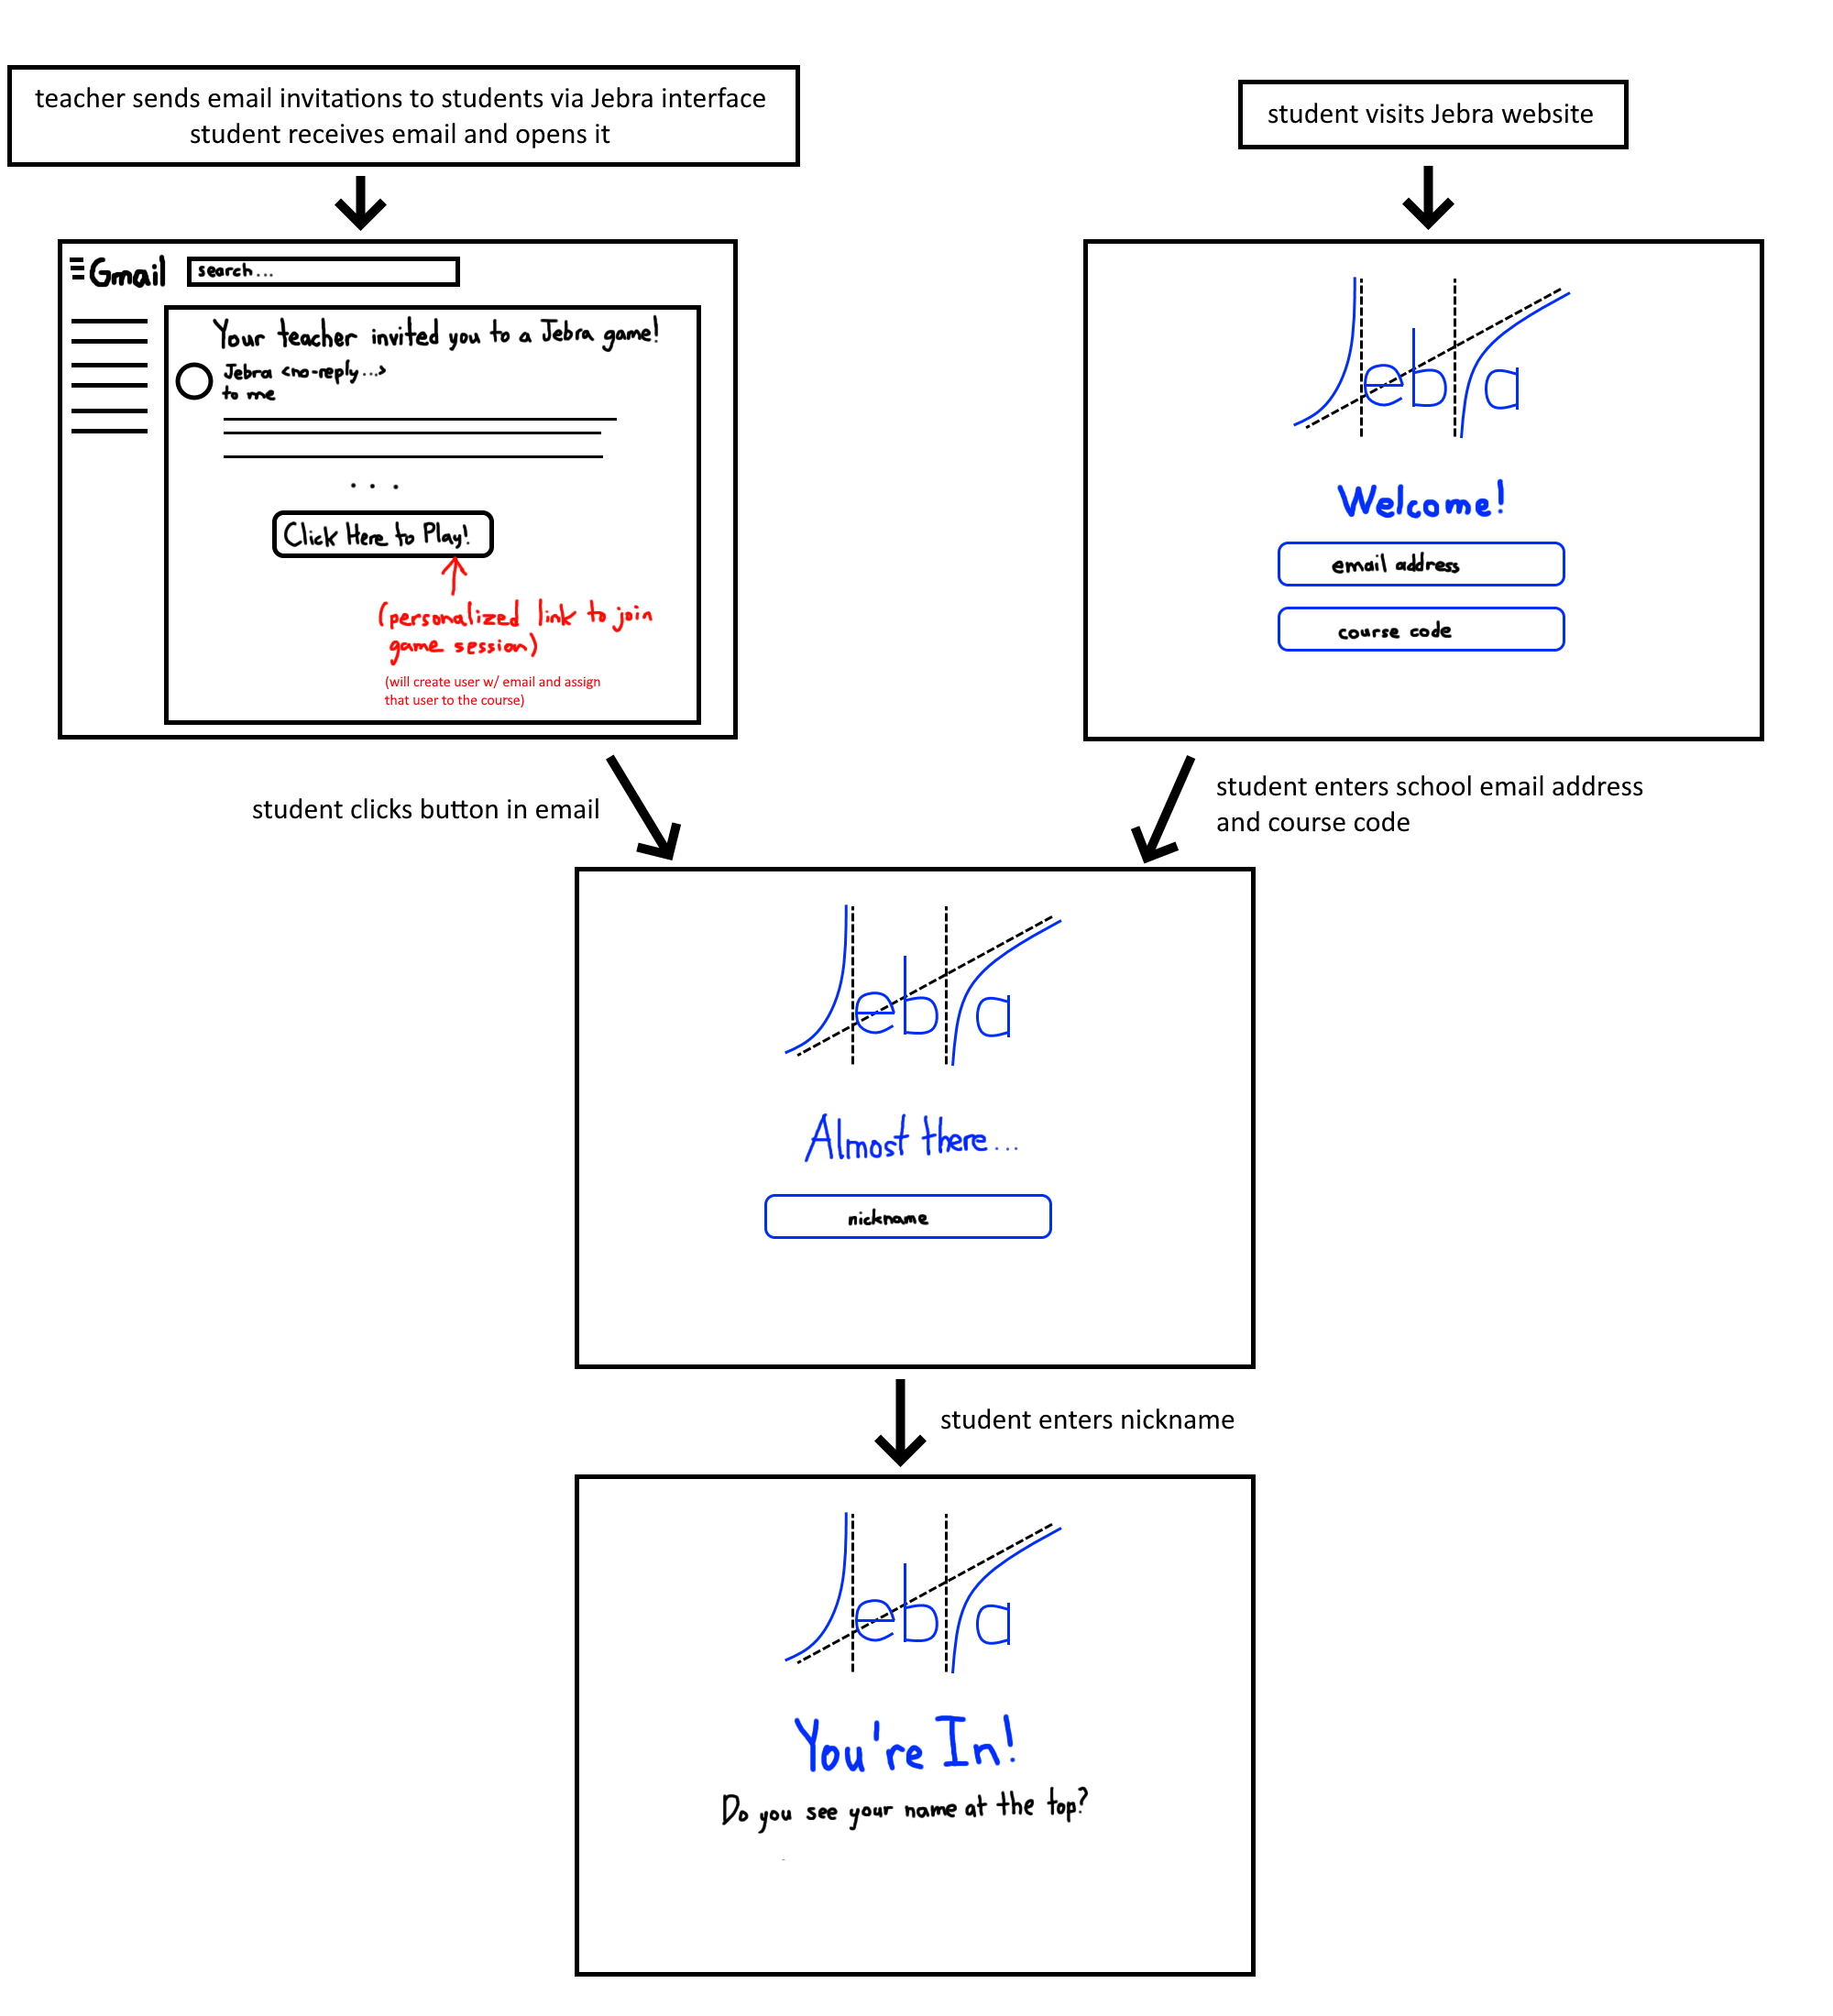 teacher sends email invitations to students via Jebra interface
student receives email and opens it
Gmail
search...
Your teacher invited you to a Jebra game!
Jebra <no-reply...>
to me
. . .
Click Here to Play!
(personalized link to join
game session)
(will create user w/ email and assign
that user to the course)
student clicks button in email
student visits Jebra website
Jebra
Welcome!
email address
course code
student enters school email address
and course code
Jebra
Almost there...
nickname
student enters nickname
Jebra
You're In!
Do you see your name at the top?